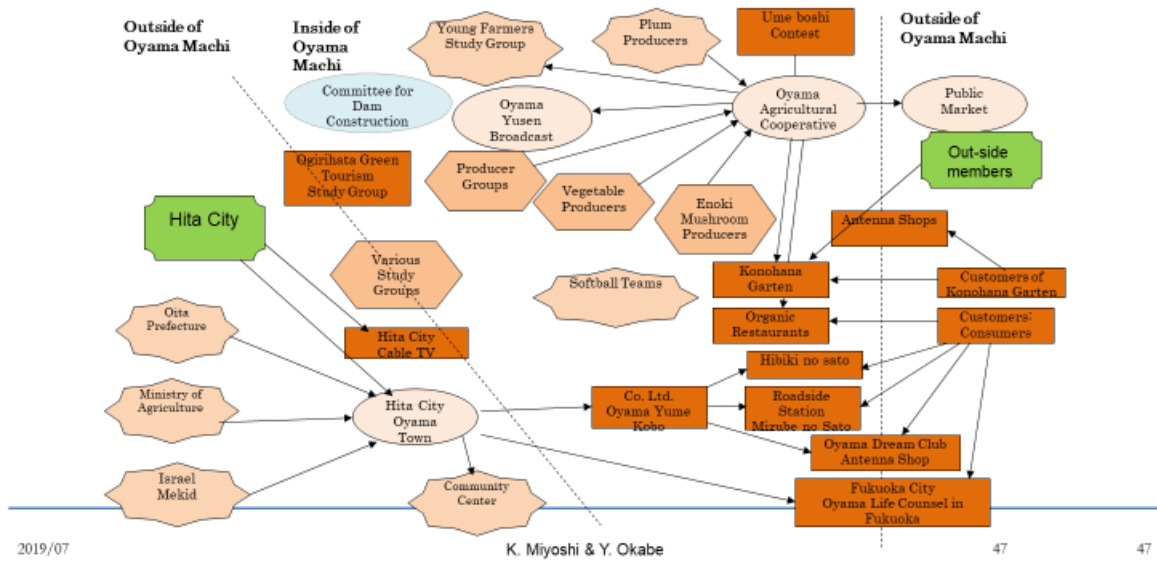 Outside of
Oyama Machi
Inside of
Oyama
Machi
Young Farmers
Study Group
Plum
Producers
Ume boshi
Contest
Outside of
Oyama Machi
Committee for
Dam
Construction
Oyama
Yusen
Broadcast
Oyama
Agricultural
Cooperative
Public
Market
Out-side
members
Ogirihata Green
Tourism
Study Group
Producer
Groups
Vegetable
Producers
Enoki
Mushroom
Producers
Hita City
Antenna Shops
Various
Study
Groups
Softball Teams
Konohana
Garten
Customers of
Konohana Garten
Oita
Prefecture
Organic
Restaurants
Customers:
Consumers
Hita City
Cable TV
Hibiki no sato
Ministry of
Agriculture
Hita City
Oyama
Town
Co. Ltd.
Oyama Yume
Kobo
Roadside
Station
Mizube no Sato
Oyama Dream Club
Antenna Shop
Israel
Mekid
Community
Center
Fukuoka City
Oyama Life Counsel in
Fukuoka
2019/07
K. Miyoshi & Y. Okabe
47
47